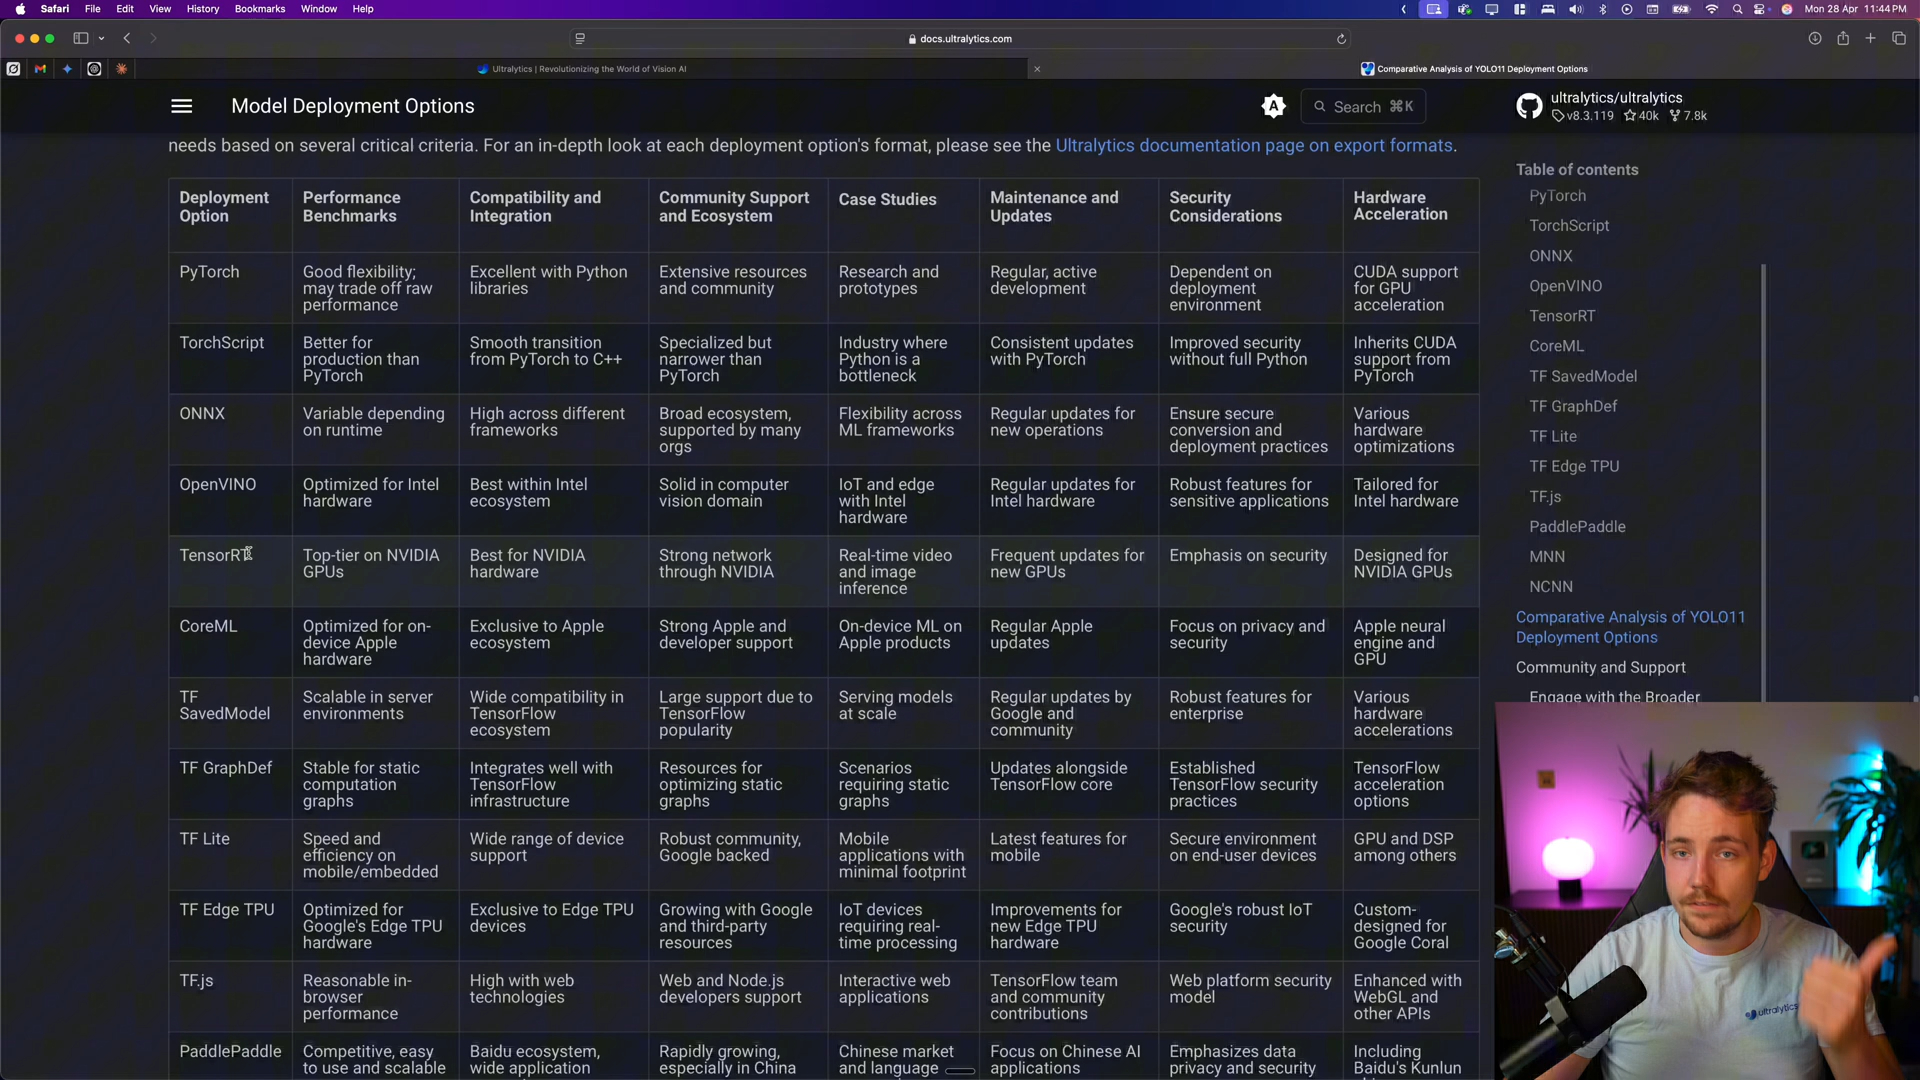 Safari File Edit View History Bookmarks Window Help
Mon 28 Apr 11:44 PM
docs.ultralytics.com
Ultralytics | Revolutionizing the World of Vision AI
Comparative Analysis of YOLO11 Deployment Options
Model Deployment Options
A
Search ⌘K
ultralytics/ultralytics
v8.3.119 40k 7.8k
needs based on several critical criteria. For an in-depth look at each deployment option's format, please see the Ultralytics documentation page on export formats.
Deployment
Option
Performance
Benchmarks
Compatibility and
Integration
Community Support
and Ecosystem
Case Studies
Maintenance and
Updates
Security
Considerations
Hardware
Acceleration
PyTorch
Good flexibility;
may trade off raw
performance
Excellent with Python
libraries
Extensive resources
and community
Research and
prototypes
Regular, active
development
Dependent on
deployment
environment
CUDA support
for GPU
acceleration
TorchScript
Better for
production than
PyTorch
Smooth transition
from PyTorch to C++
Specialized but
narrower than
PyTorch
Industry where
Python is a
bottleneck
Consistent updates
with PyTorch
Improved security
without full Python
Inherits CUDA
support from
PyTorch
ONNX
Variable depending
on runtime
High across different
frameworks
Broad ecosystem,
supported by many
orgs
Flexibility across
ML frameworks
Regular updates for
new operations
Ensure secure
conversion and
deployment practices
Various
hardware
optimizations
OpenVINO
Optimized for Intel
hardware
Best within Intel
ecosystem
Solid in computer
vision domain
IoT and edge
with Intel
hardware
Regular updates for
Intel hardware
Robust features for
sensitive applications
Tailored for
Intel hardware
TensorRT
Top-tier on NVIDIA
GPUs
Best for NVIDIA
hardware
Strong network
through NVIDIA
Real-time video
and image
inference
Frequent updates for
new GPUs
Emphasis on security
Designed for
NVIDIA GPUs
CoreML
Optimized for on-
device Apple
hardware
Exclusive to Apple
ecosystem
Strong Apple and
developer support
On-device ML on
Apple products
Regular Apple
updates
Focus on privacy and
security
Apple neural
engine and
GPU
TF
SavedModel
Scalable in server
environments
Wide compatibility in
TensorFlow
ecosystem
Large support due to
TensorFlow
popularity
Serving models
at scale
Regular updates by
Google and
community
Robust features for
enterprise
Various
hardware
accelerations
TF GraphDef
Stable for static
computation
graphs
Integrates well with
TensorFlow
infrastructure
Resources for
optimizing static
graphs
Scenarios
requiring static
graphs
Updates alongside
TensorFlow core
Established
TensorFlow security
practices
TensorFlow
acceleration
options
TF Lite
Speed and
efficiency on
mobile/embedded
Wide range of device
support
Robust community,
Google backed
Mobile
applications with
minimal footprint
Latest features for
mobile
Secure environment
on end-user devices
GPU and DSP
among others
TF Edge TPU
Optimized for
Google's Edge TPU
hardware
Exclusive to Edge TPU
devices
Growing with Google
and third-party
resources
IoT devices
requiring real-
time processing
Improvements for
new Edge TPU
hardware
Google's robust IoT
security
Custom-
designed for
Google Coral
TF.js
Reasonable in-
browser
performance
High with web
technologies
Web and Node.js
developers support
Interactive web
applications
TensorFlow team
and community
contributions
Web platform security
model
Enhanced with
WebGL and
other APIs
PaddlePaddle
Competitive, easy
to use and scalable
Baidu ecosystem,
wide application
Rapidly growing,
especially in China
Chinese market
and language
Focus on Chinese AI
applications
Emphasizes data
privacy and security
Including
Baidu's Kunlun
Table of contents
PyTorch
TorchScript
ONNX
OpenVINO
TensorRT
CoreML
TF SavedModel
TF GraphDef
TF Lite
TF Edge TPU
TF.js
PaddlePaddle
MNN
NCNN
Comparative Analysis of YOLO11
Deployment Options
Community and Support
Engage with the Broader
ultralytics